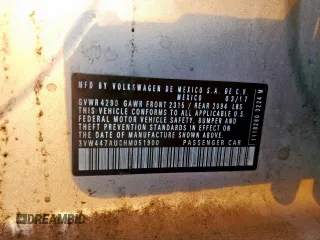 MFD BY VOLKSWAGEN DE MEXICO S.A. DE C.V.
MEXICO 03/17
GVWR 4290 GAWR FRONT 2315 / REAR 2094 LBS
THIS VEHICLE CONFORMS TO ALL APPLICABLE U.S.
FEDERAL MOTOR VEHICLE SAFETY, BUMPER AND
THEFT PREVENTION STANDARDS IN EFFECT ON THE
DATE OF MANUFACTURE SHOWN ABOVE.
3VW447AUCHM051900 PASSENGER CAR
DREAMBID